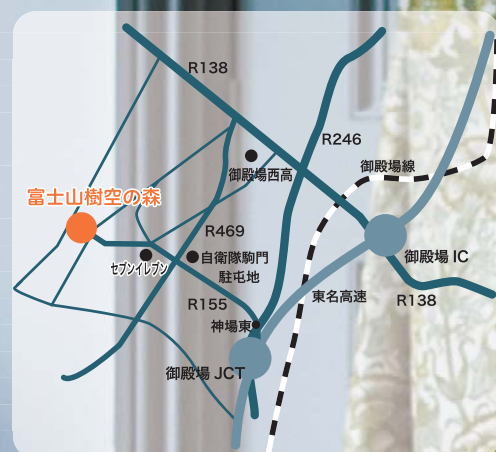 R138
R246
御殿場線
御殿場西高
富士山樹空の森
R469
セブンイレブン
自衛隊駒門
駐屯地
御殿場 IC
東名高速
R138
R155
神場東
御殿場 JCT